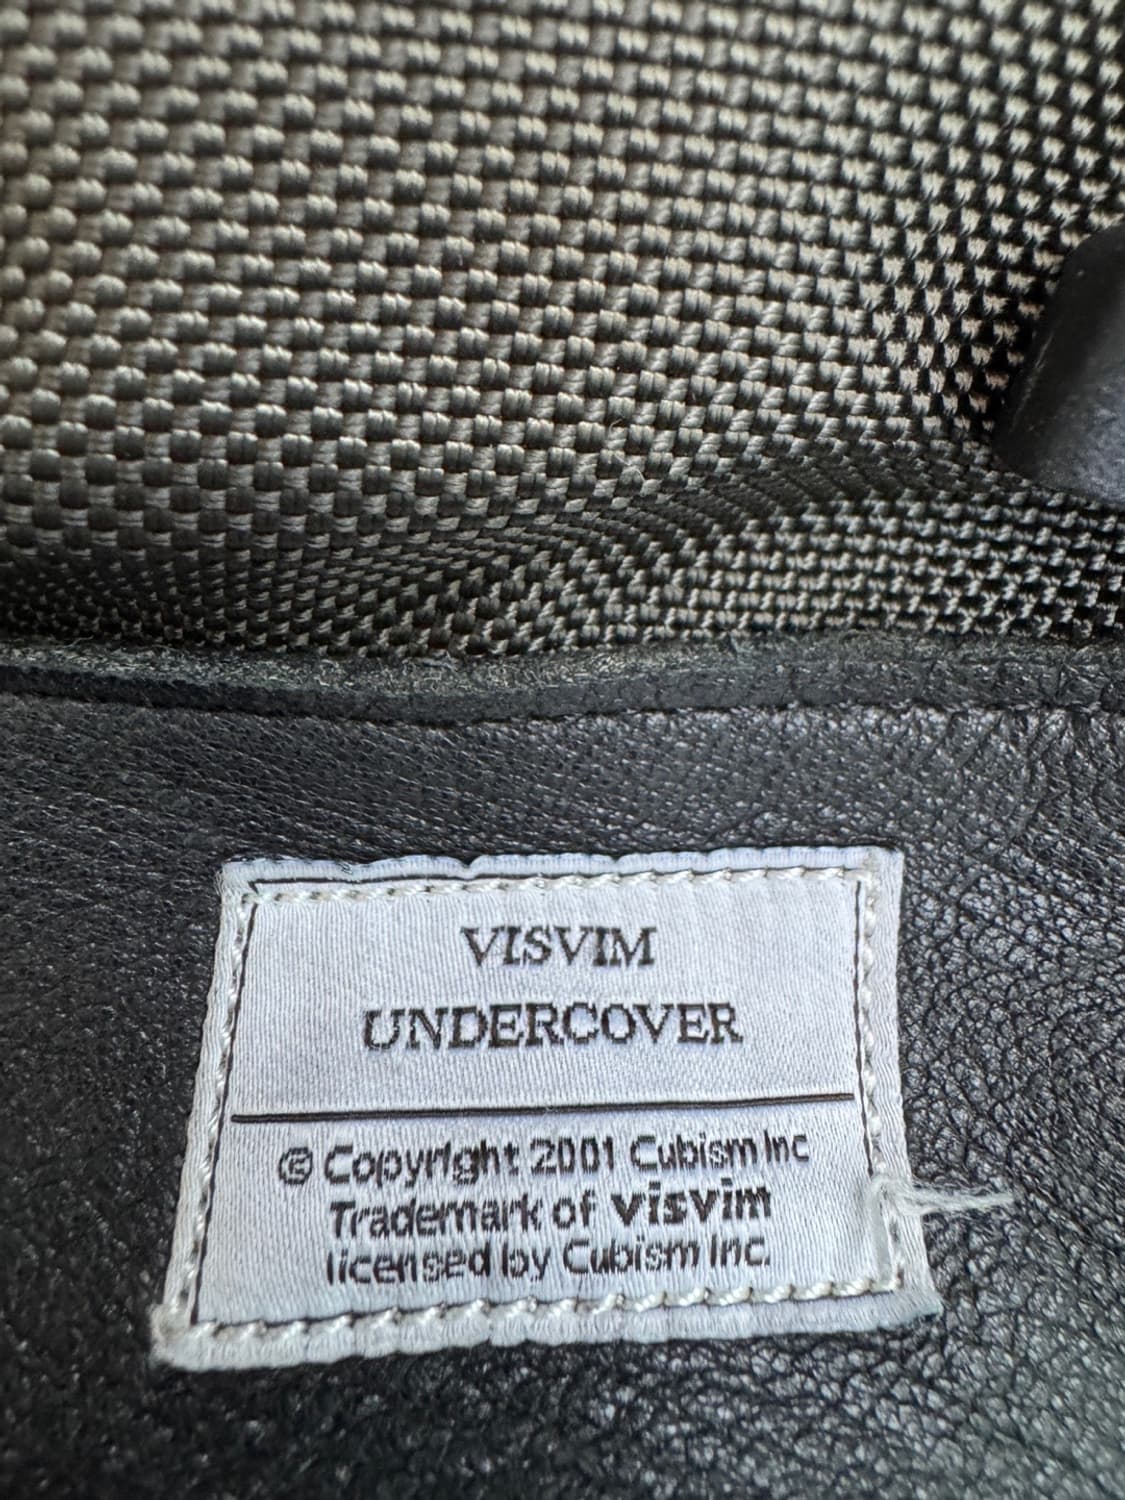 VISVIM
UNDERCOVER
© Copyright 2001 Cubism Inc
Trademark of visvim
licensed by Cubism Inc.